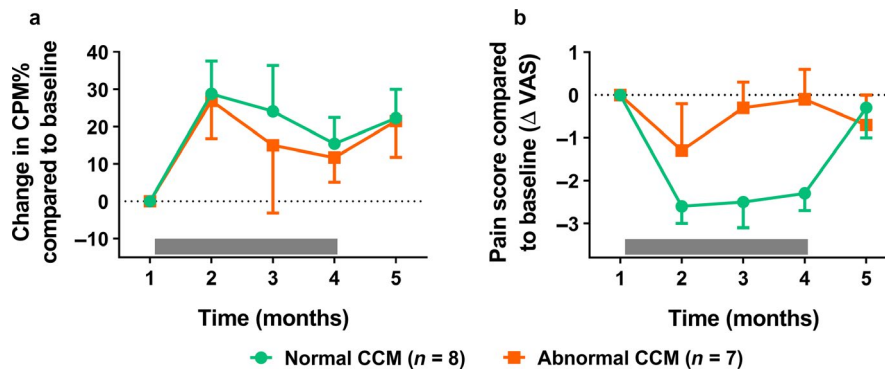 a
Change in CPM%
compared to baseline
40
30
20
10
0
–10
1 2 3 4 5
Time (months)
b
Pain score compared
to baseline (Δ VAS)
1
0
–1
–2
–3
1 2 3 4 5
Time (months)
Normal CCM (n = 8) Abnormal CCM (n = 7)